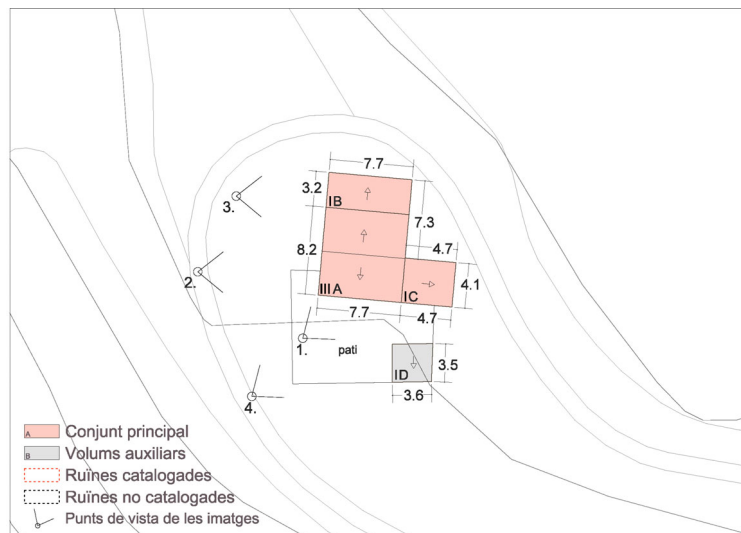 7.7
3.2
IB
3.
7.3
4.7
8.2
2.
4.1
IIIA
IC
7.7
4.7
1.
pati
3.5
ID
3.6
4.
A Conjunt principal
B Volums auxiliars
Ruïnes catalogades
Ruïnes no catalogades
Punts de vista de les imatges